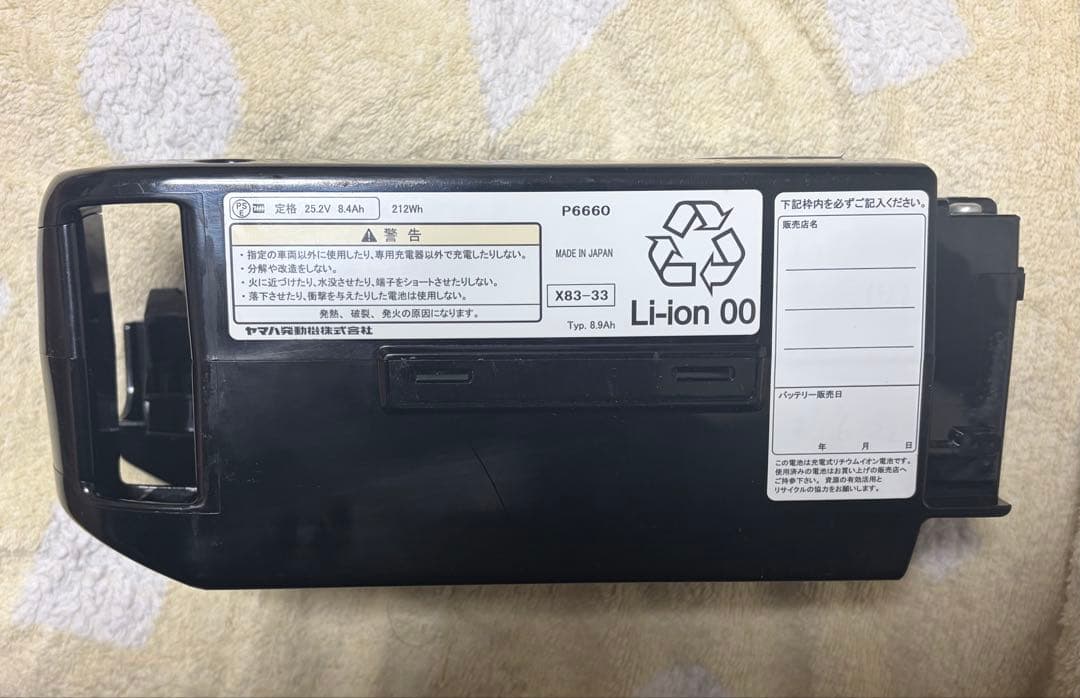 PS E 定格 25.2V 8.4Ah 212Wh
P6660
警告
・指定の車両以外に使用したり、専用充電器以外で充電したりしない。
・分解や改造をしない。
・火に近づけたり、水没させたり、端子をショートさせたりしない。
・落下させたり、衝撃を与えたりした電池は使用しない。
発熱、破裂、発火の原因になります。
ヤマハ発動機株式会社
MADE IN JAPAN
X83-33
Typ. 8.9Ah
Li-ion 00
下記枠内を必ずご記入ください。
販売店名
バッテリー販売日
年 月 日
この電池は充電式リチウムイオン電池です。
使用済みの電池はお買い上げの販売店へ
ご持参下さい。資源の有効活用と
リサイクルの協力をお願いします。